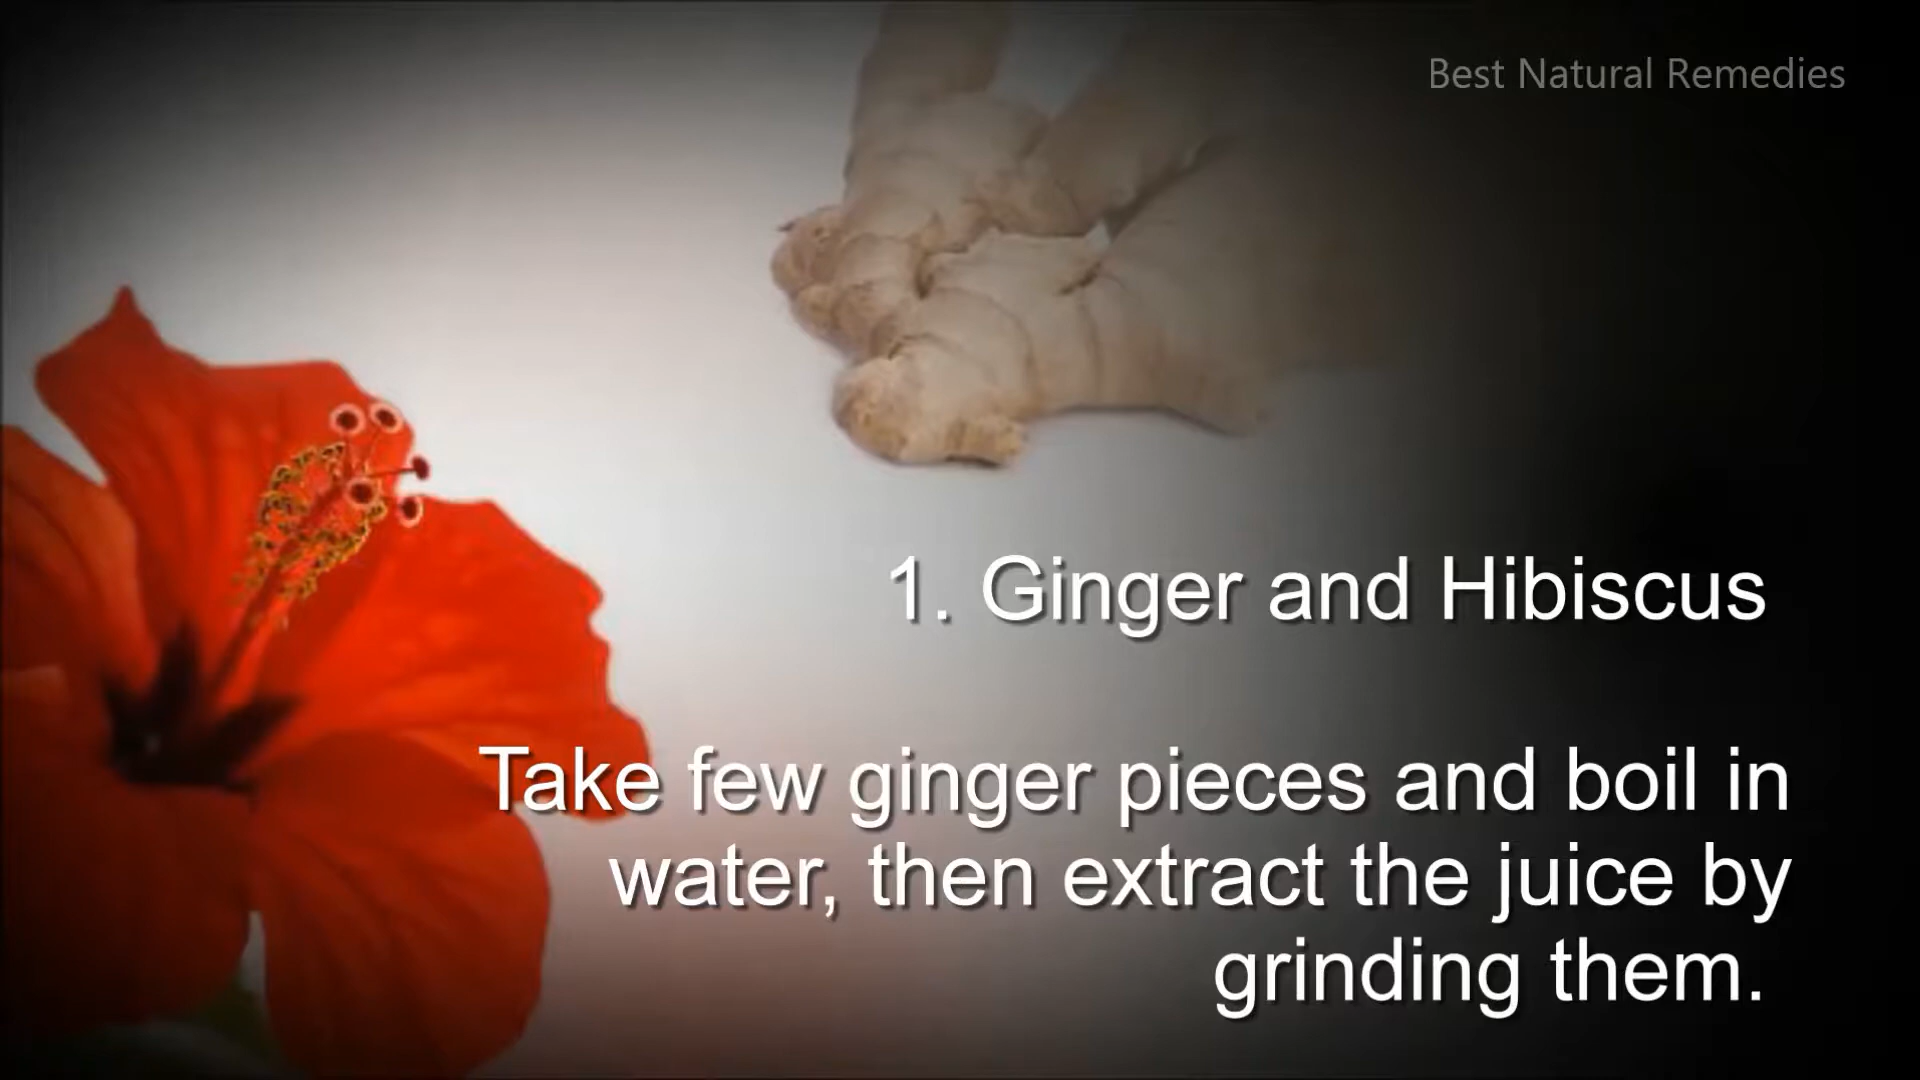 Best Natural Remedies
1. Ginger and Hibiscus
Take few ginger pieces and boil in
water, then extract the juice by
grinding them.